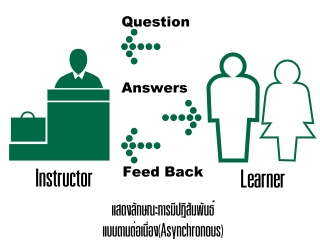 Question
Answers
Feed Back
Instructor
Learner
แสดงลักษณะการมีปฏิสัมพันธ์
แบบตามต่อเนื่อง(Asynchronous)